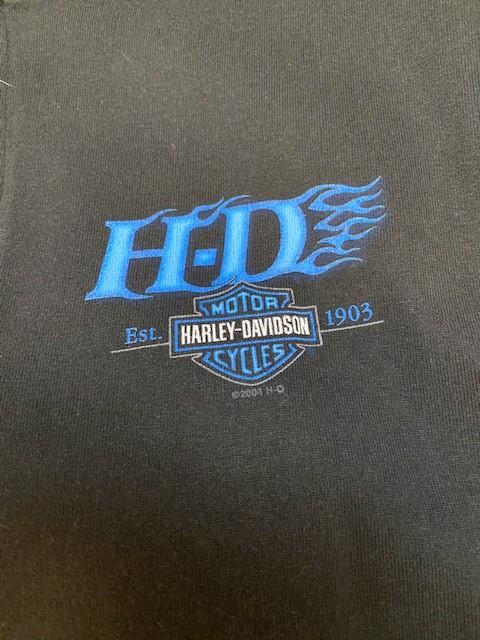 H-D
MOTOR
Est. HARLEY-DAVIDSON 1903
CYCLES
©2004 H-D